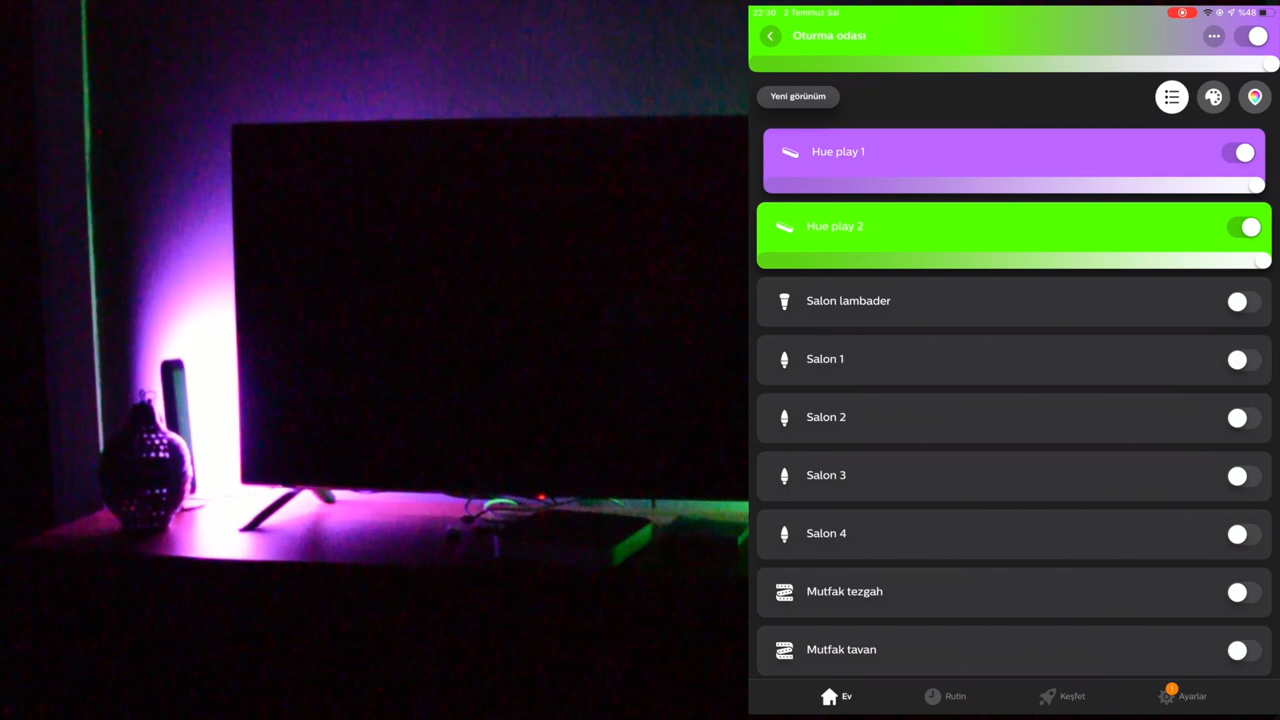 22:30 2 Temmuz Sal %48
Oturma odası
Yeni görünüm
Hue play 1
Hue play 2
Salon lambader
Salon 1
Salon 2
Salon 3
Salon 4
Mutfak tezgah
Mutfak tavan
Ev Rutin Keşfet Ayarlar